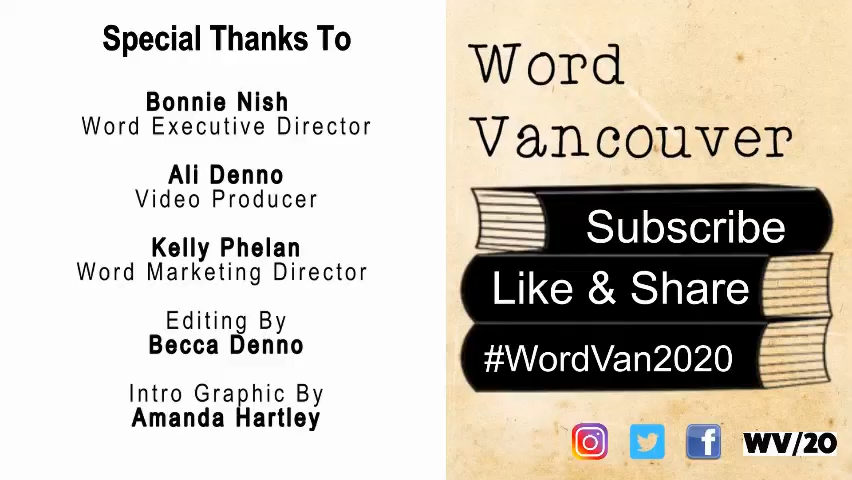 Special Thanks To
Bonnie Nish
Word Executive Director
Ali Denno
Video Producer
Kelly Phelan
Word Marketing Director
Editing By
Becca Denno
Intro Graphic By
Amanda Hartley
Word
Vancouver
Subscribe
Like & Share
#WordVan2020
WV/20